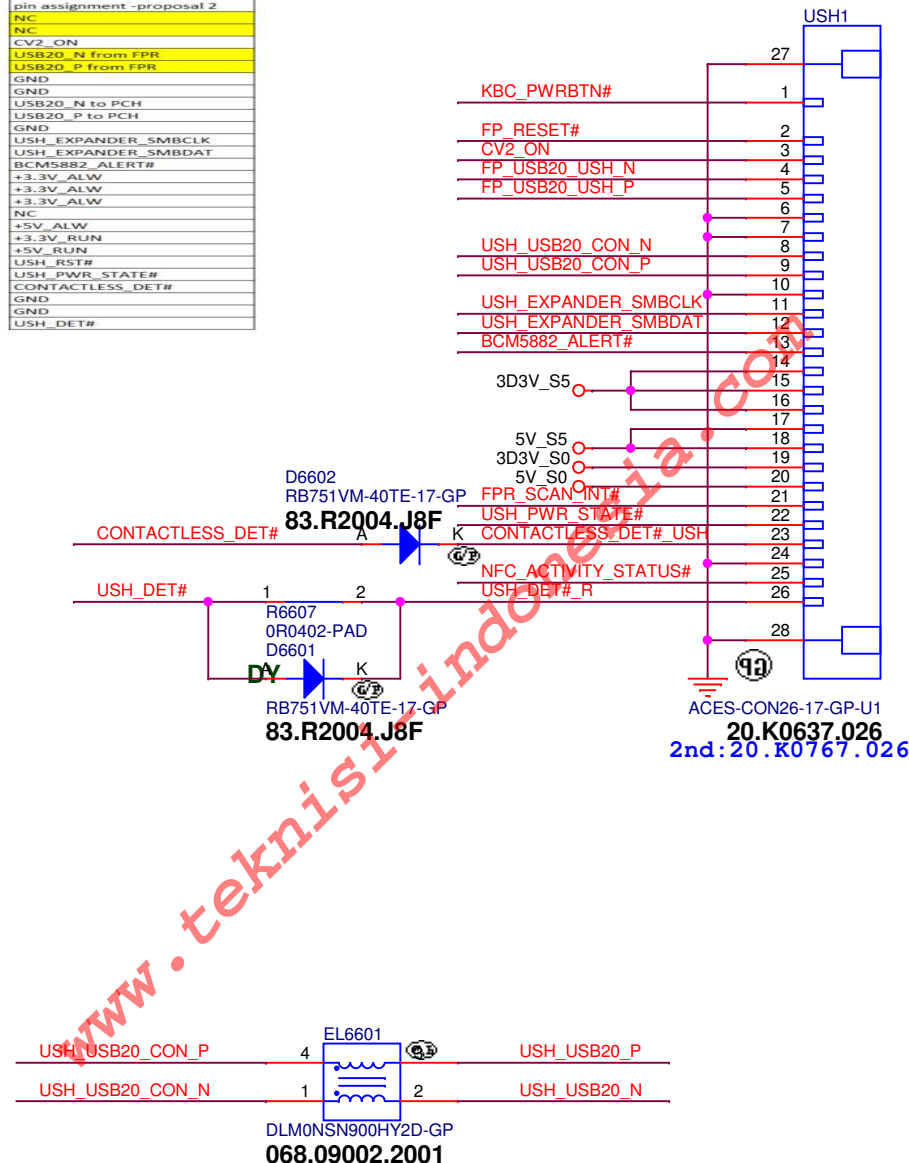 pin assignment -proposal 2
NC
NC
CV2_ON
USB20_N from FPR
USB20_P from FPR
GND
GND
USB20_N to PCH
USB20_P to PCH
GND
USH_EXPANDER_SMBCLK
USH_EXPANDER_SMBDAT
BCM5882_ALERT#
+3.3V_ALW
+3.3V_ALW
+3.3V_ALW
NC
+5V_ALW
+3.3V_RUN
+5V_RUN
USH_RST#
USH_PWR_STATE#
CONTACTLESS_DET#
GND
GND
USH_DET#
USH1
27
KBC_PWRBTN# 1
FP_RESET# 2
CV2_ON 3
FP_USB20_USH_N 4
FP_USB20_USH_P 5
6
7
USH_USB20_CON_N 8
USH_USB20_CON_P 9
10
USH_EXPANDER_SMBCLK 11
USH_EXPANDER_SMBDAT 12
BCM5882_ALERT# 13
14
3D3V_S5 15
16
17
5V_S5 18
3D3V_S0 19
5V_S0 20
FPR_SCAN_INT# 21
USH_PWR_STATE# 22
CONTACTLESS_DET#_USH 23
24
NFC_ACTIVITY_STATUS# 25
USH_DET#_R 26
28
D6602
RB751VM-40TE-17-GP
83.R2004.J8F
CONTACTLESS_DET# A K
G/P
USH_DET# 1 2
R6607
0R0402-PAD
D6601
DY A K
G/P
RB751VM-40TE-17-GP
83.R2004.J8F
GP
ACES-CON26-17-GP-U1
20.K0637.026
2nd:20.K0767.026
www.teknisi-indonesia.com
EL6601
USH_USB20_CON_P 4 USH_USB20_P
USH_USB20_CON_N 1 2 USH_USB20_N
DLM0NSN900HY2D-GP
068.09002.2001